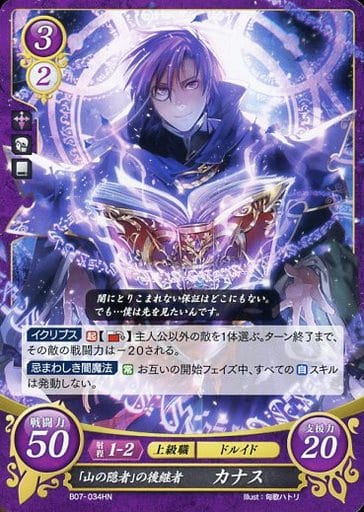 3
2
闇にとりこまれない保証はどこにもない。
でも…僕は先を見たいんです。
イクリプス 起【】主人公以外の敵を1体選ぶ。ターン終了まで、
その敵の戦闘力は－20される。
忌まわしき闇魔法 常 お互いの開始フェイズ中、すべての自スキル
は発動しない。
戦闘力
50
射程 1-2 上級職 ドルイド
支援力
20
「山の隠者」の後継者 カナス
B07-034HN
Illust：匈歌ハトリ